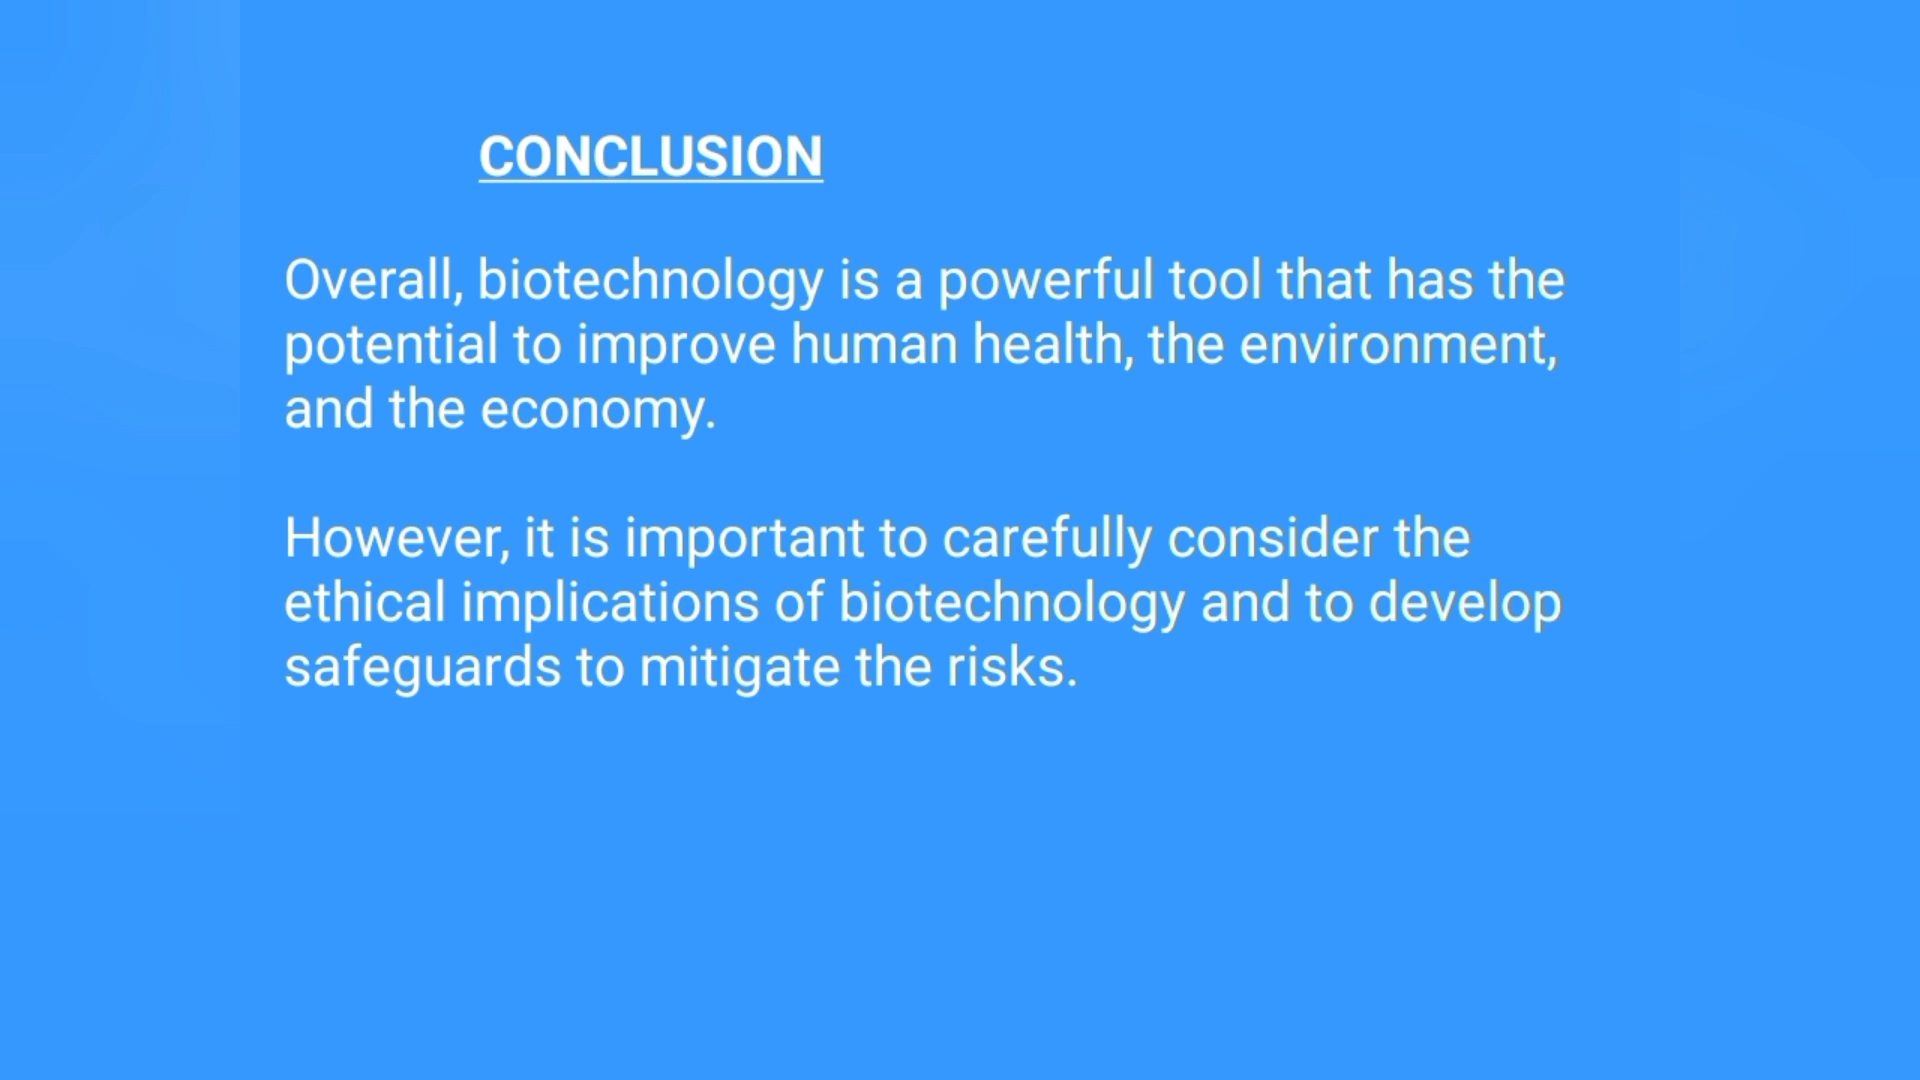 CONCLUSION
Overall, biotechnology is a powerful tool that has the
potential to improve human health, the environment,
and the economy.
However, it is important to carefully consider the
ethical implications of biotechnology and to develop
safeguards to mitigate the risks.